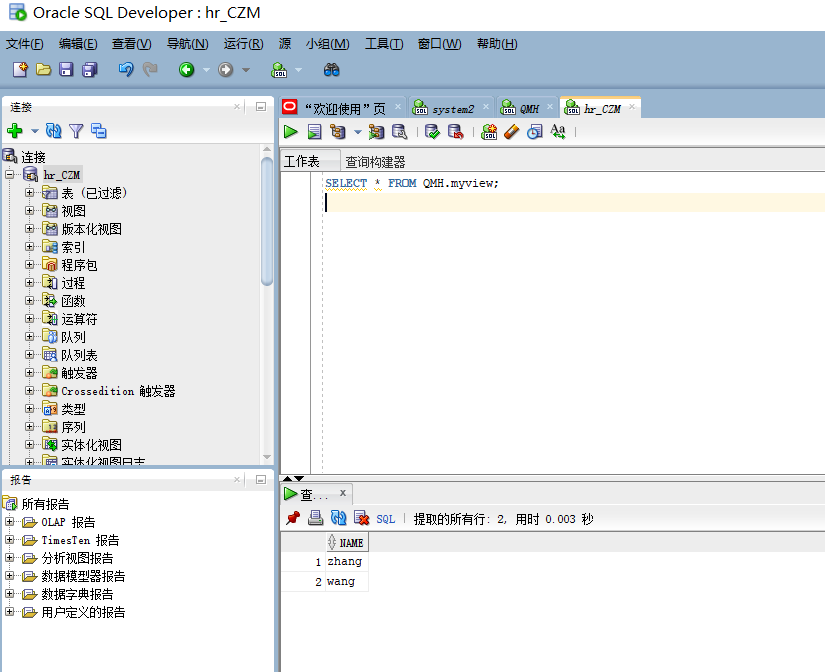 Oracle SQL Developer : hr_CZM
文件(F) 编辑(E) 查看(V) 导航(N) 运行(R) 源 小组(M) 工具(T) 窗口(W) 帮助(H)
连接
连接
hr_CZM
表 (已过滤)
视图
版本化视图
索引
程序包
过程
函数
运算符
队列
队列表
触发器
Crossedition 触发器
类型
序列
实体化视图
实体化视图日志
报告
所有报告
OLAP 报告
TimesTen 报告
分析视图报告
数据模型器报告
数据字典报告
用户定义的报告
“欢迎使用”页 system2 QMH hr_CZM
工作表 查询构建器
SELECT * FROM QMH.myview;
查...
SQL | 提取的所有行: 2, 用时 0.003 秒
NAME
1 zhang
2 wang